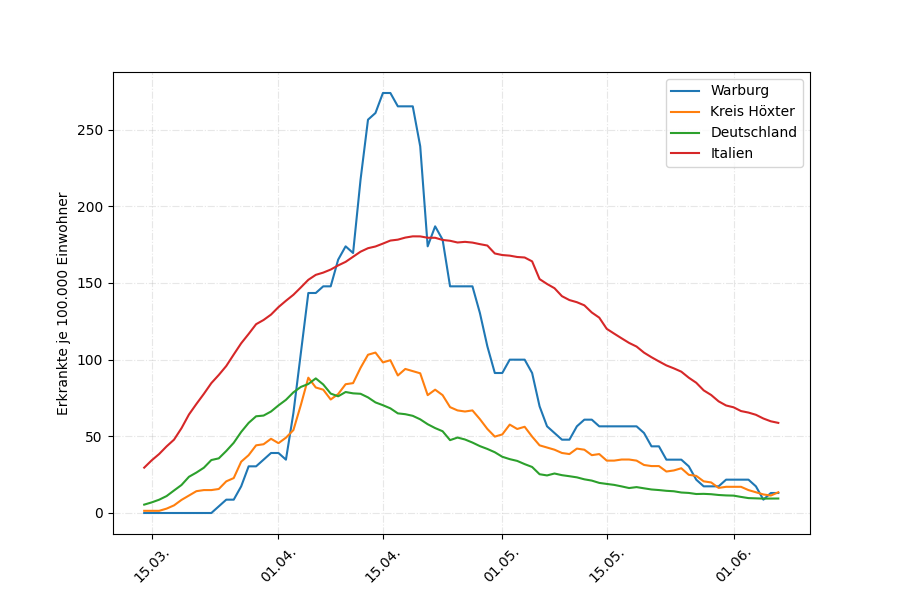 Warburg
Kreis Höxter
Deutschland
Italien
Erkrankte je 100.000 Einwohner
250
200
150
100
50
0
15.03.
01.04.
15.04.
01.05.
15.05.
01.06.